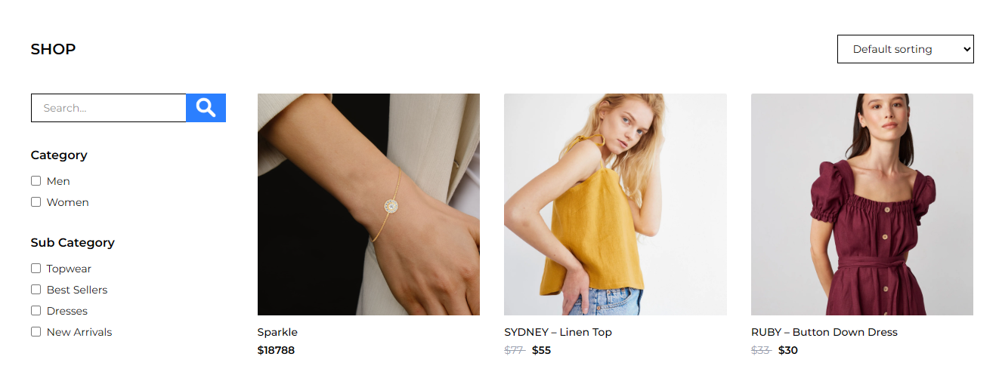 SHOP
Default sorting
Search...
Category
Men
Women
Sub Category
Topwear
Best Sellers
Dresses
New Arrivals
Sparkle
$18788
SYDNEY – Linen Top
$77 $55
RUBY – Button Down Dress
$33 $30